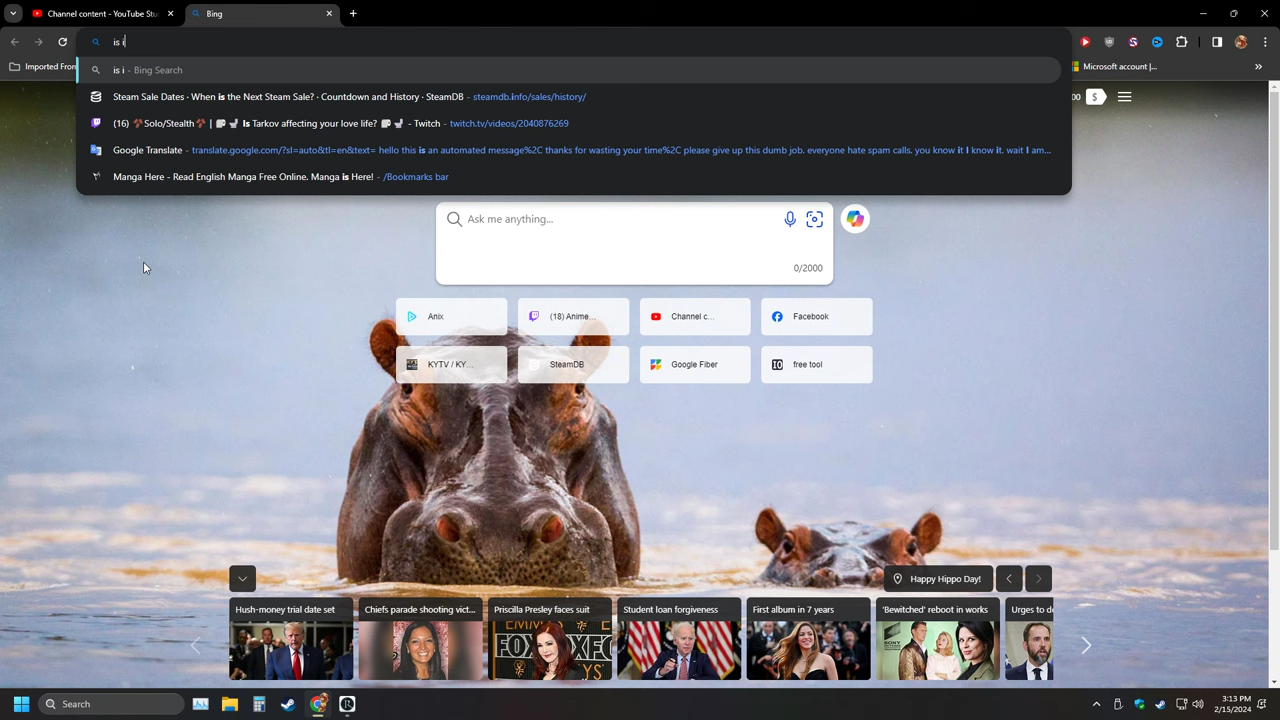 Channel content - YouTube Stu
Bing
is i
is i - Bing Search
Steam Sale Dates · When is the Next Steam Sale? · Countdown and History · SteamDB - steamdb.info/sales/history/
(16) Solo/Stealth | Is Tarkov affecting your love life? - Twitch - twitch.tv/videos/2040876269
Google Translate - translate.google.com/?sl=auto&tl=en&text= hello this is an automated message%2C thanks for wasting your time%2C please give up this dumb job. everyone hate spam calls. you know it I know it. wait I am...
Manga Here - Read English Manga Free Online. Manga is Here! - /Bookmarks bar
Imported Fron
Microsoft account |...
»
00 $
Ask me anything...
0/2000
Anix
(18) Anime...
Channel c...
Facebook
KYTV / KY...
SteamDB
Google Fiber
free tool
Happy Hippo Day!
Hush-money trial date set
Chiefs parade shooting vict...
Priscilla Presley faces suit
Student loan forgiveness
First album in 7 years
'Bewitched' reboot in works
Urges to de
Search
3:13 PM
2/15/2024